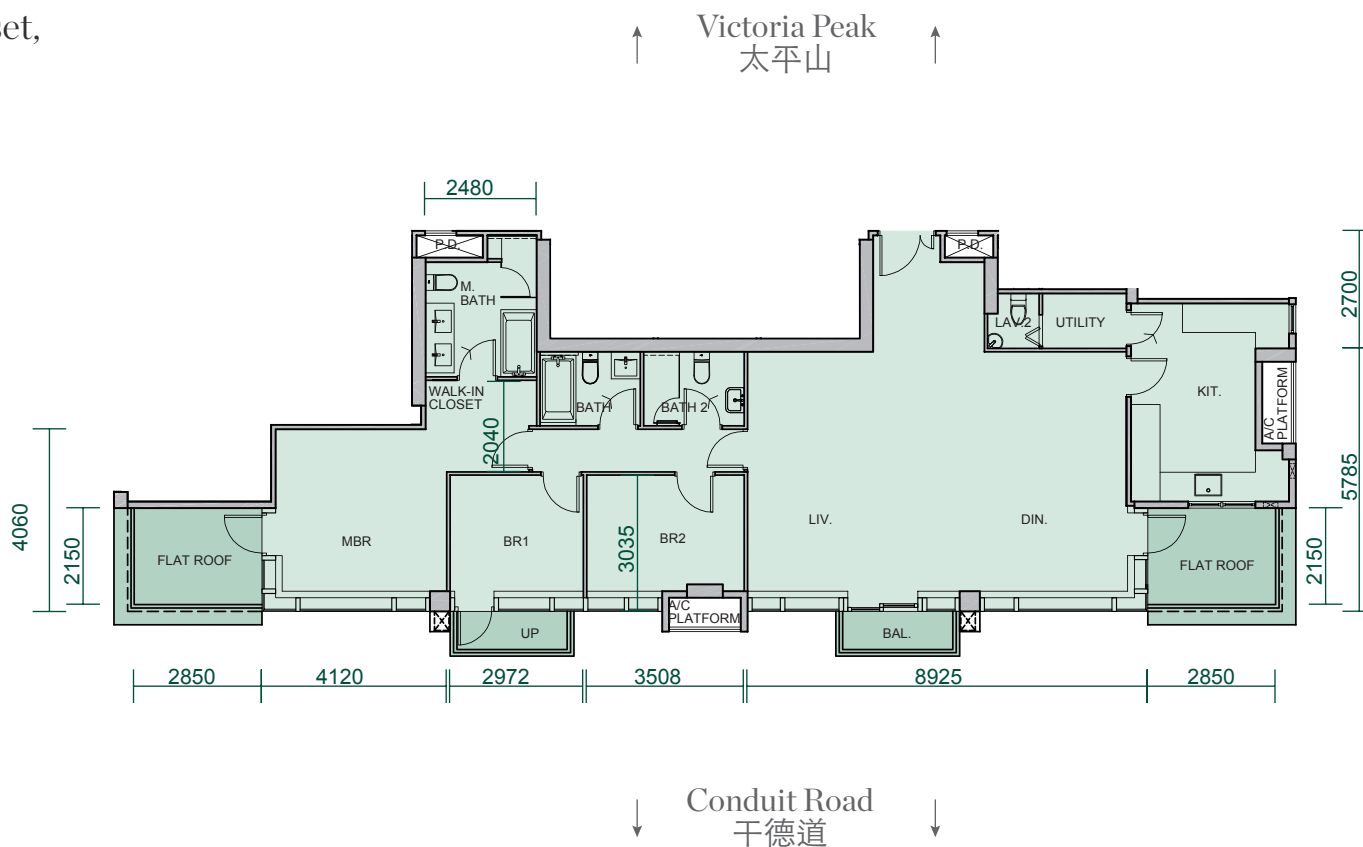 set,
Victoria Peak
太平山
2480
P.D.
P.D.
M.
BATH
LAV.2
UTILITY
2700
WALK-IN
CLOSET
BATH
BATH 2
KIT.
A/C
PLATFORM
2040
5785
4060
2150
FLAT ROOF
MBR
BR1
3035
BR2
LIV.
DIN.
FLAT ROOF
2150
A/C
PLATFORM
UP
BAL.
2850
4120
2972
3508
8925
2850
Conduit Road
干德道